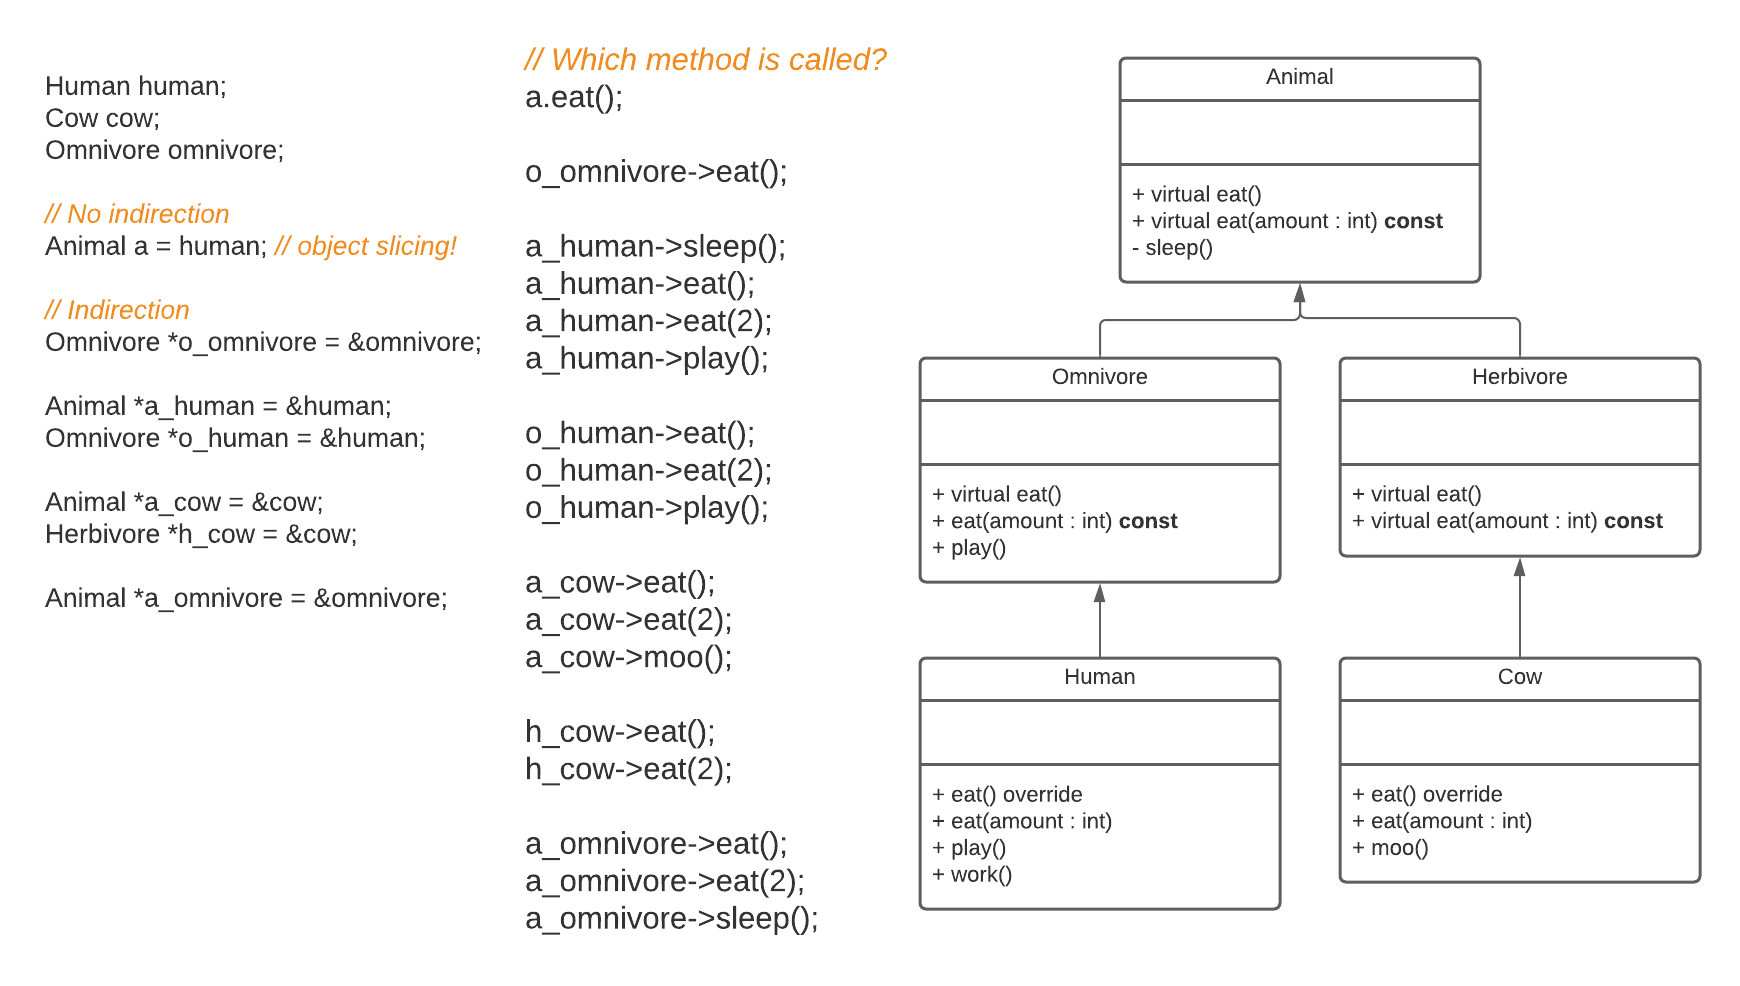 Human human;
Cow cow;
Omnivore omnivore;
// No indirection
Animal a = human; // object slicing!
// Indirection
Omnivore *o_omnivore = &omnivore;
Animal *a_human = &human;
Omnivore *o_human = &human;
Animal *a_cow = &cow;
Herbivore *h_cow = &cow;
Animal *a_omnivore = &omnivore;
// Which method is called?
a.eat();
o_omnivore->eat();
a_human->sleep();
a_human->eat();
a_human->eat(2);
a_human->play();
o_human->eat();
o_human->eat(2);
o_human->play();
a_cow->eat();
a_cow->eat(2);
a_cow->moo();
h_cow->eat();
h_cow->eat(2);
a_omnivore->eat();
a_omnivore->eat(2);
a_omnivore->sleep();
Animal
+ virtual eat()
+ virtual eat(amount : int) const
- sleep()
Omnivore
+ virtual eat()
+ eat(amount : int) const
+ play()
Herbivore
+ virtual eat()
+ virtual eat(amount : int) const
Human
+ eat() override
+ eat(amount : int)
+ play()
+ work()
Cow
+ eat() override
+ eat(amount : int)
+ moo()